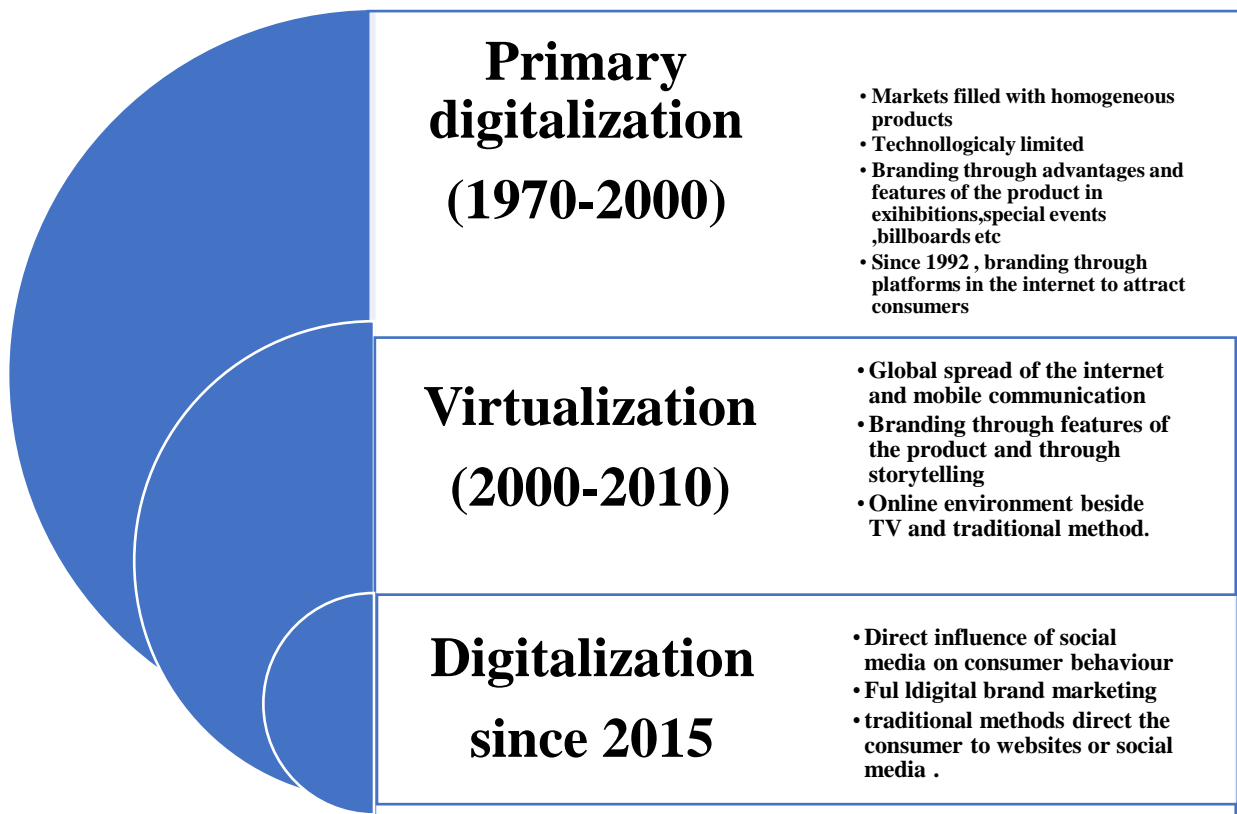 Primary
digitalization
(1970-2000)
• Markets filled with homogeneous
products
• Technollogicaly limited
• Branding through advantages and
features of the product in
exihibitions,special events
,billboards etc
• Since 1992 , branding through
platforms in the internet to attract
consumers
Virtualization
(2000-2010)
• Global spread of the internet
and mobile communication
• Branding through features of
the product and through
storytelling
• Online environment beside
TV and traditional method.
Digitalization
since 2015
• Direct influence of social
media on consumer behaviour
• Ful ldigital brand marketing
• traditional methods direct the
consumer to websites or social
media .